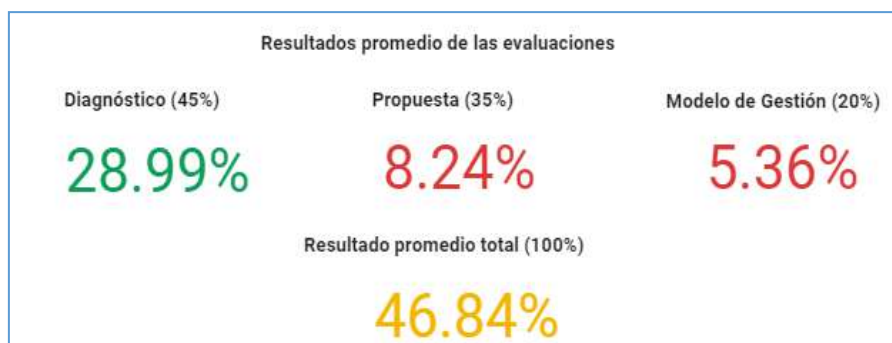 Resultados promedio de las evaluaciones
Diagnóstico (45%)
Propuesta (35%)
Modelo de Gestión (20%)
28.99%
8.24%
5.36%
Resultado promedio total (100%)
46.84%